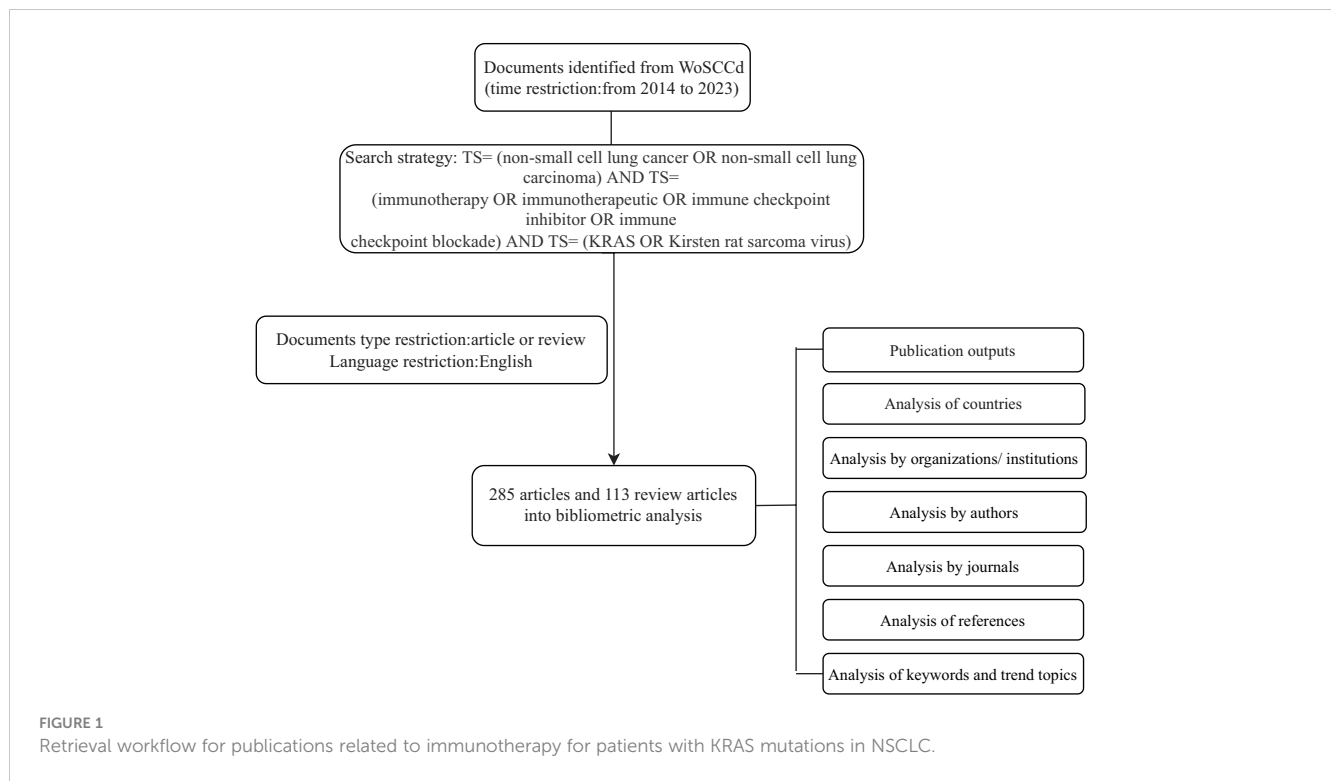 Documents identified from WoSCCd
(time restriction:from 2014 to 2023)
Search strategy: TS= (non-small cell lung cancer OR non-small cell lung
carcinoma) AND TS=
(immunotherapy OR immunotherapeutic OR immune checkpoint
inhibitor OR immune
checkpoint blockade) AND TS= (KRAS OR Kirsten rat sarcoma virus)
Documents type restriction:article or review
Language restriction:English
285 articles and 113 review articles
into bibliometric analysis
Publication outputs
Analysis of countries
Analysis by organizations/ institutions
Analysis by authors
Analysis by journals
Analysis of references
Analysis of keywords and trend topics
FIGURE 1
Retrieval workflow for publications related to immunotherapy for patients with KRAS mutations in NSCLC.